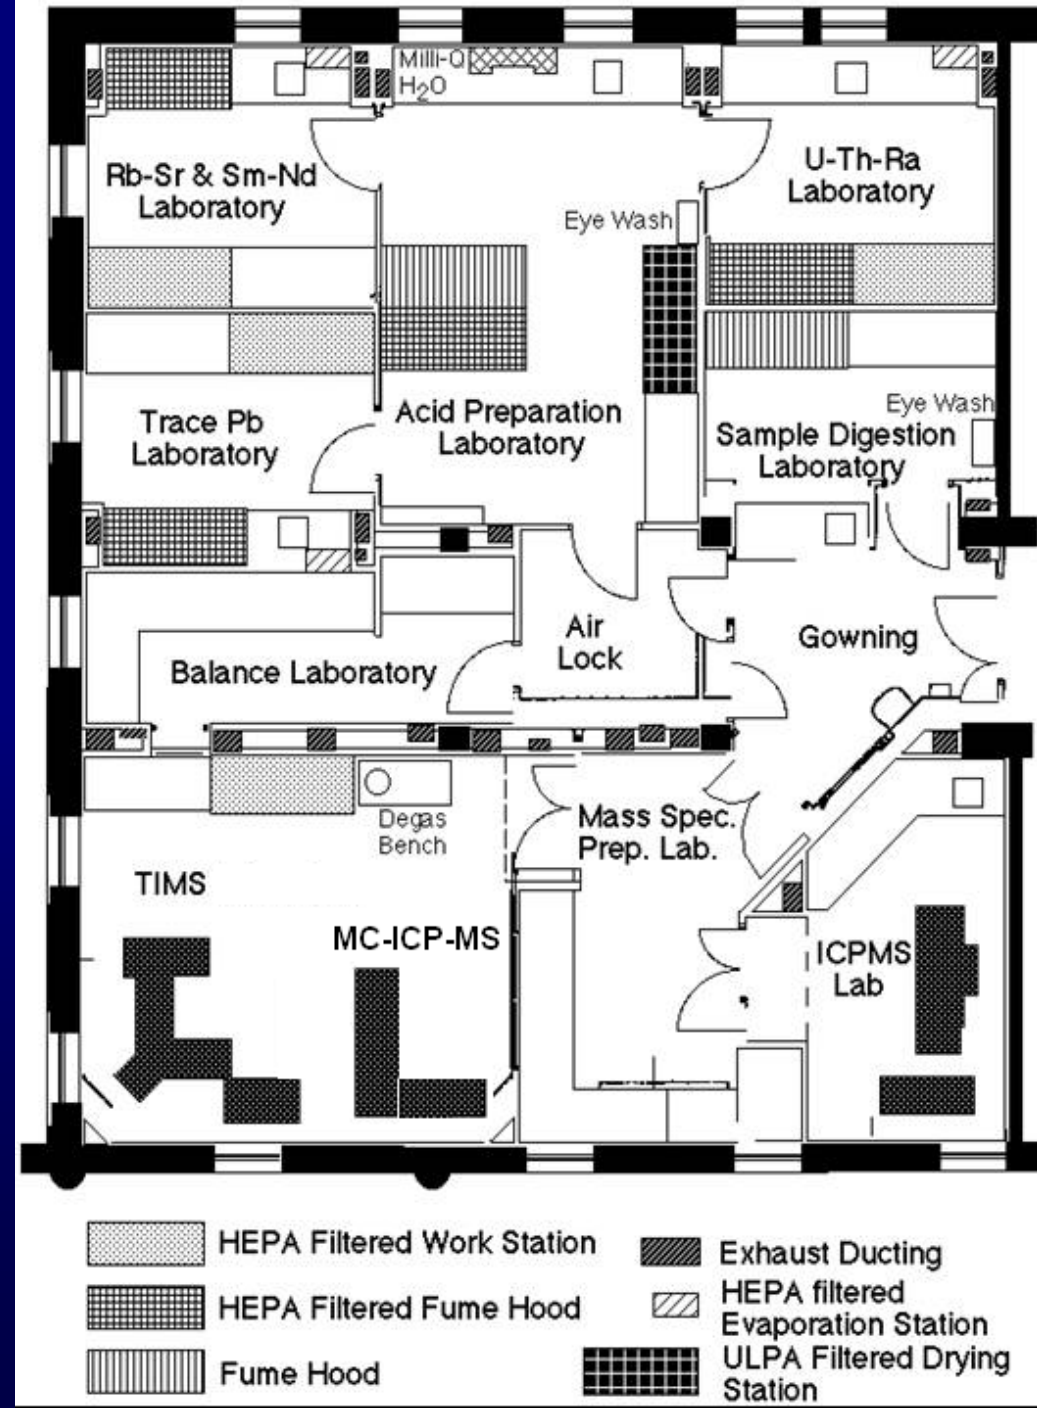 Milli-Q
H2O
Rb-Sr & Sm-Nd
Laboratory
U-Th-Ra
Laboratory
Eye Wash
Trace Pb
Laboratory
Acid Preparation
Laboratory
Eye Wash
Sample Digestion
Laboratory
Air
Lock
Gowning
Balance Laboratory
Degas
Bench
Mass Spec.
Prep. Lab.
TIMS
MC-ICP-MS
ICPMS
Lab
HEPA Filtered Work Station
HEPA Filtered Fume Hood
Fume Hood
Exhaust Ducting
HEPA filtered
Evaporation Station
ULPA Filtered Drying
Station